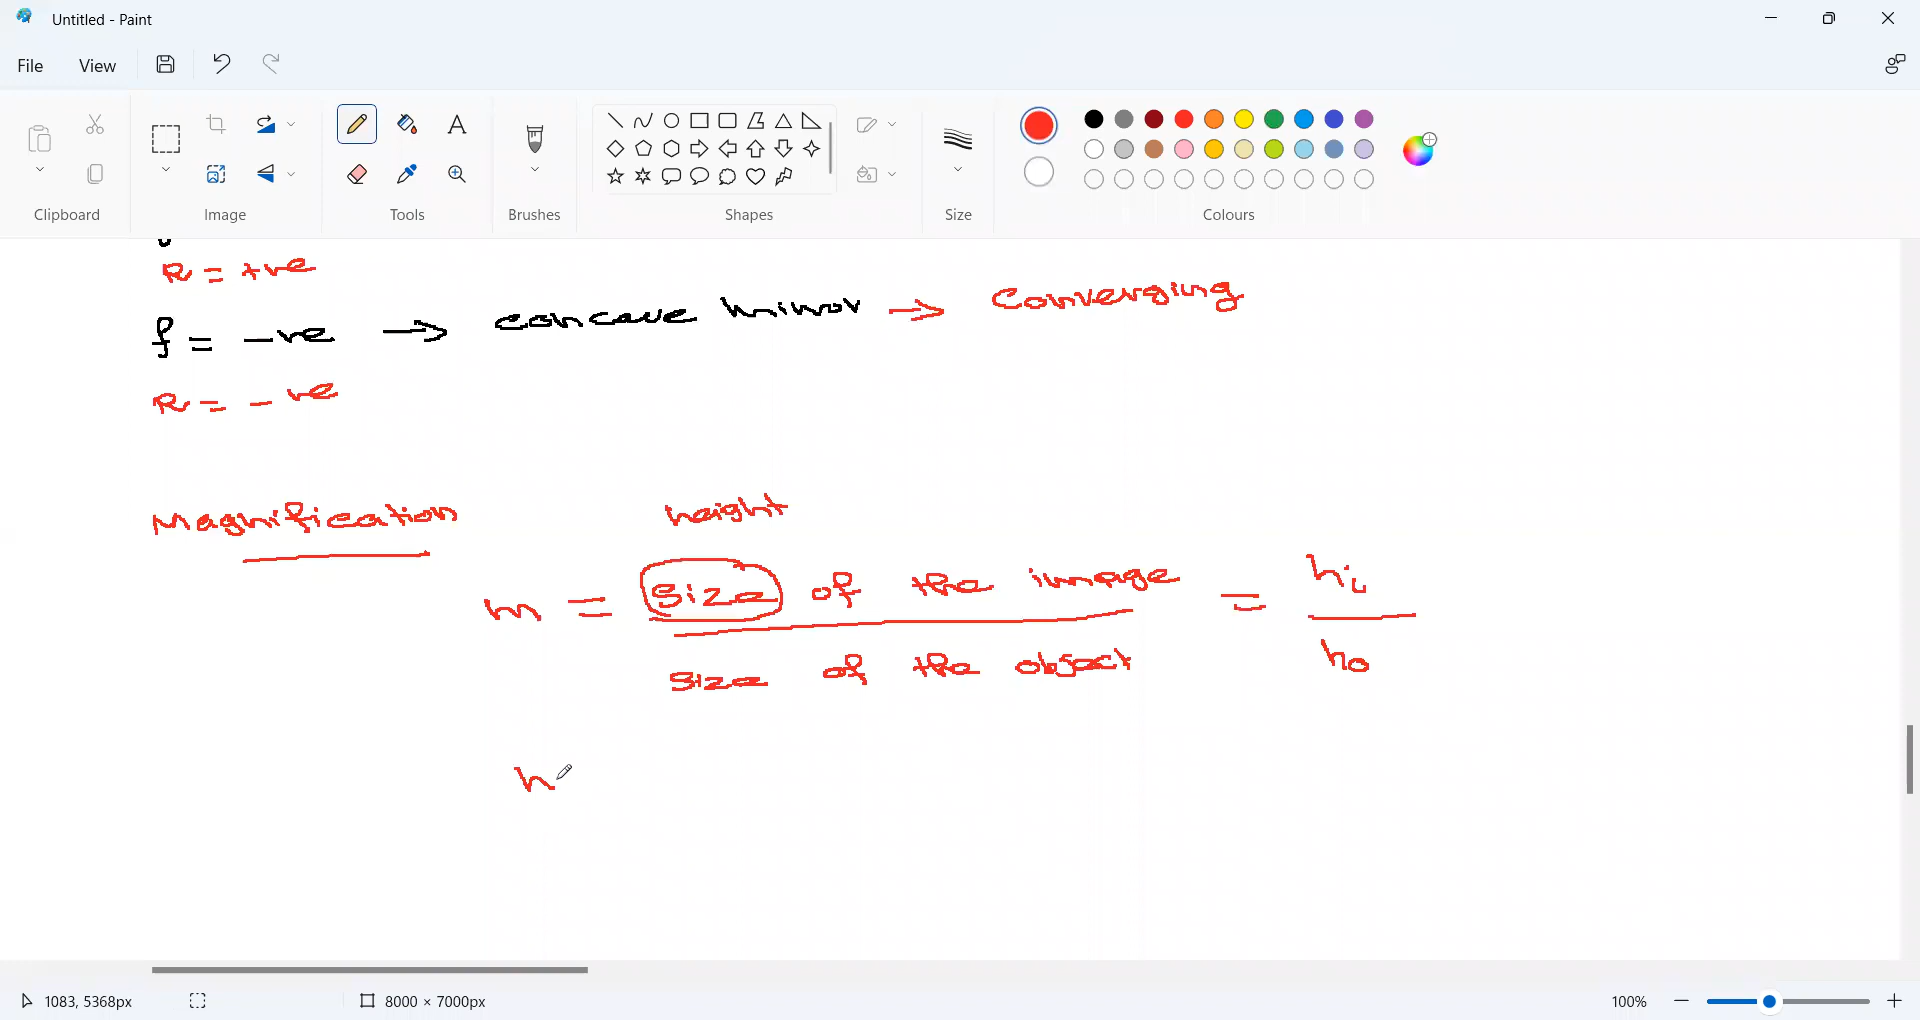 Untitled - Paint
File View
Clipboard Image Tools Brushes Shapes Size Colours
R = +ve
f = -ve → concave mirror → Converging
R = - ve
Magnification
height
m = size of the image = hi
size of the object ho
h
1083, 5368px 8000 × 7000px 100%